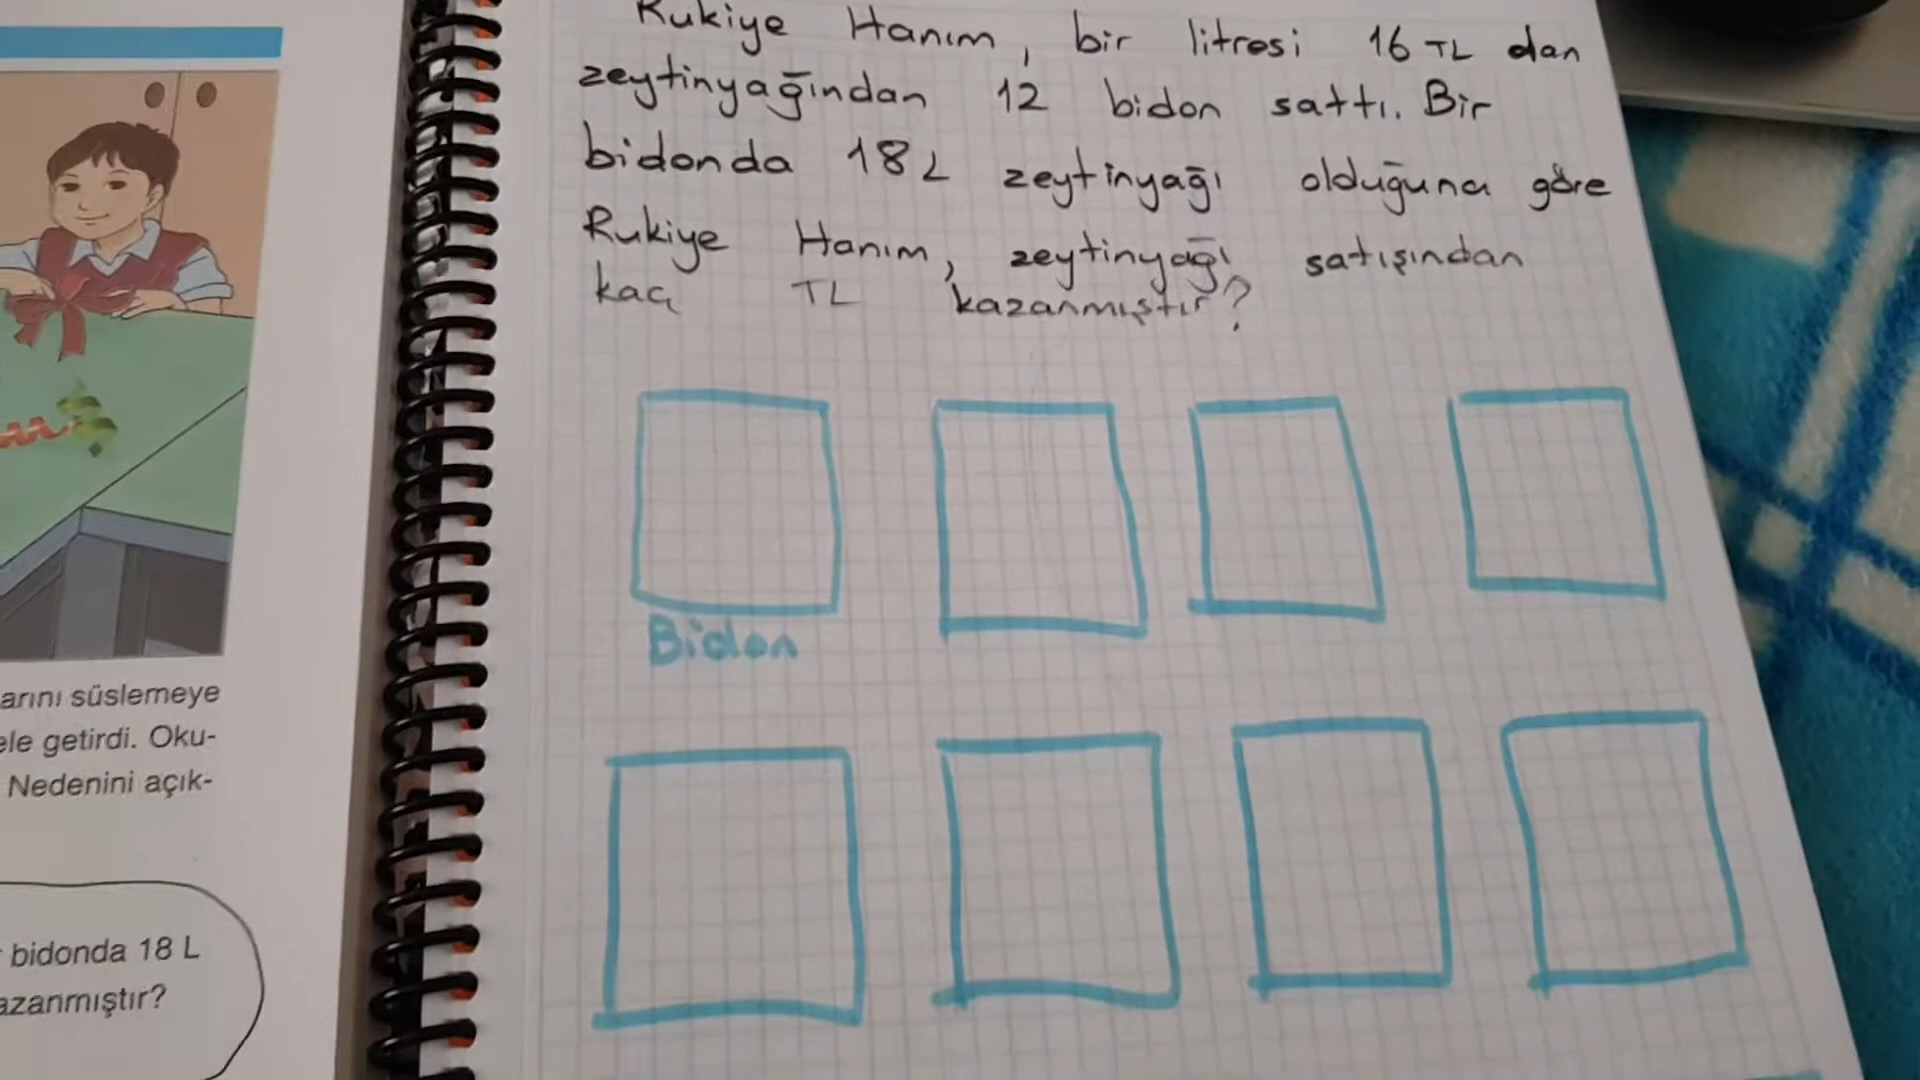 Rukiye Hanım, bir litresi 16 TL dan
zeytinyağından 12 bidon sattı. Bir
bidonda 18 L zeytinyağı olduğuna göre
Rukiye Hanım, zeytinyağı satışından
kaç TL kazanmıştır?
Bidon
arını süslemeye
ele getirdi. Oku-
Nedenini açık-
bidonda 18 L
azanmıştır?